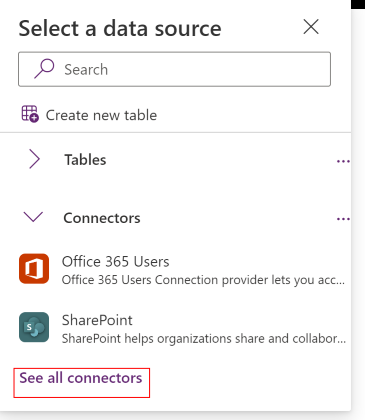 Select a data source
Search
Create new table
Tables
...
Connectors
...
Office 365 Users
Office 365 Users Connection provider lets you acc...
SharePoint
SharePoint helps organizations share and collabor...
See all connectors